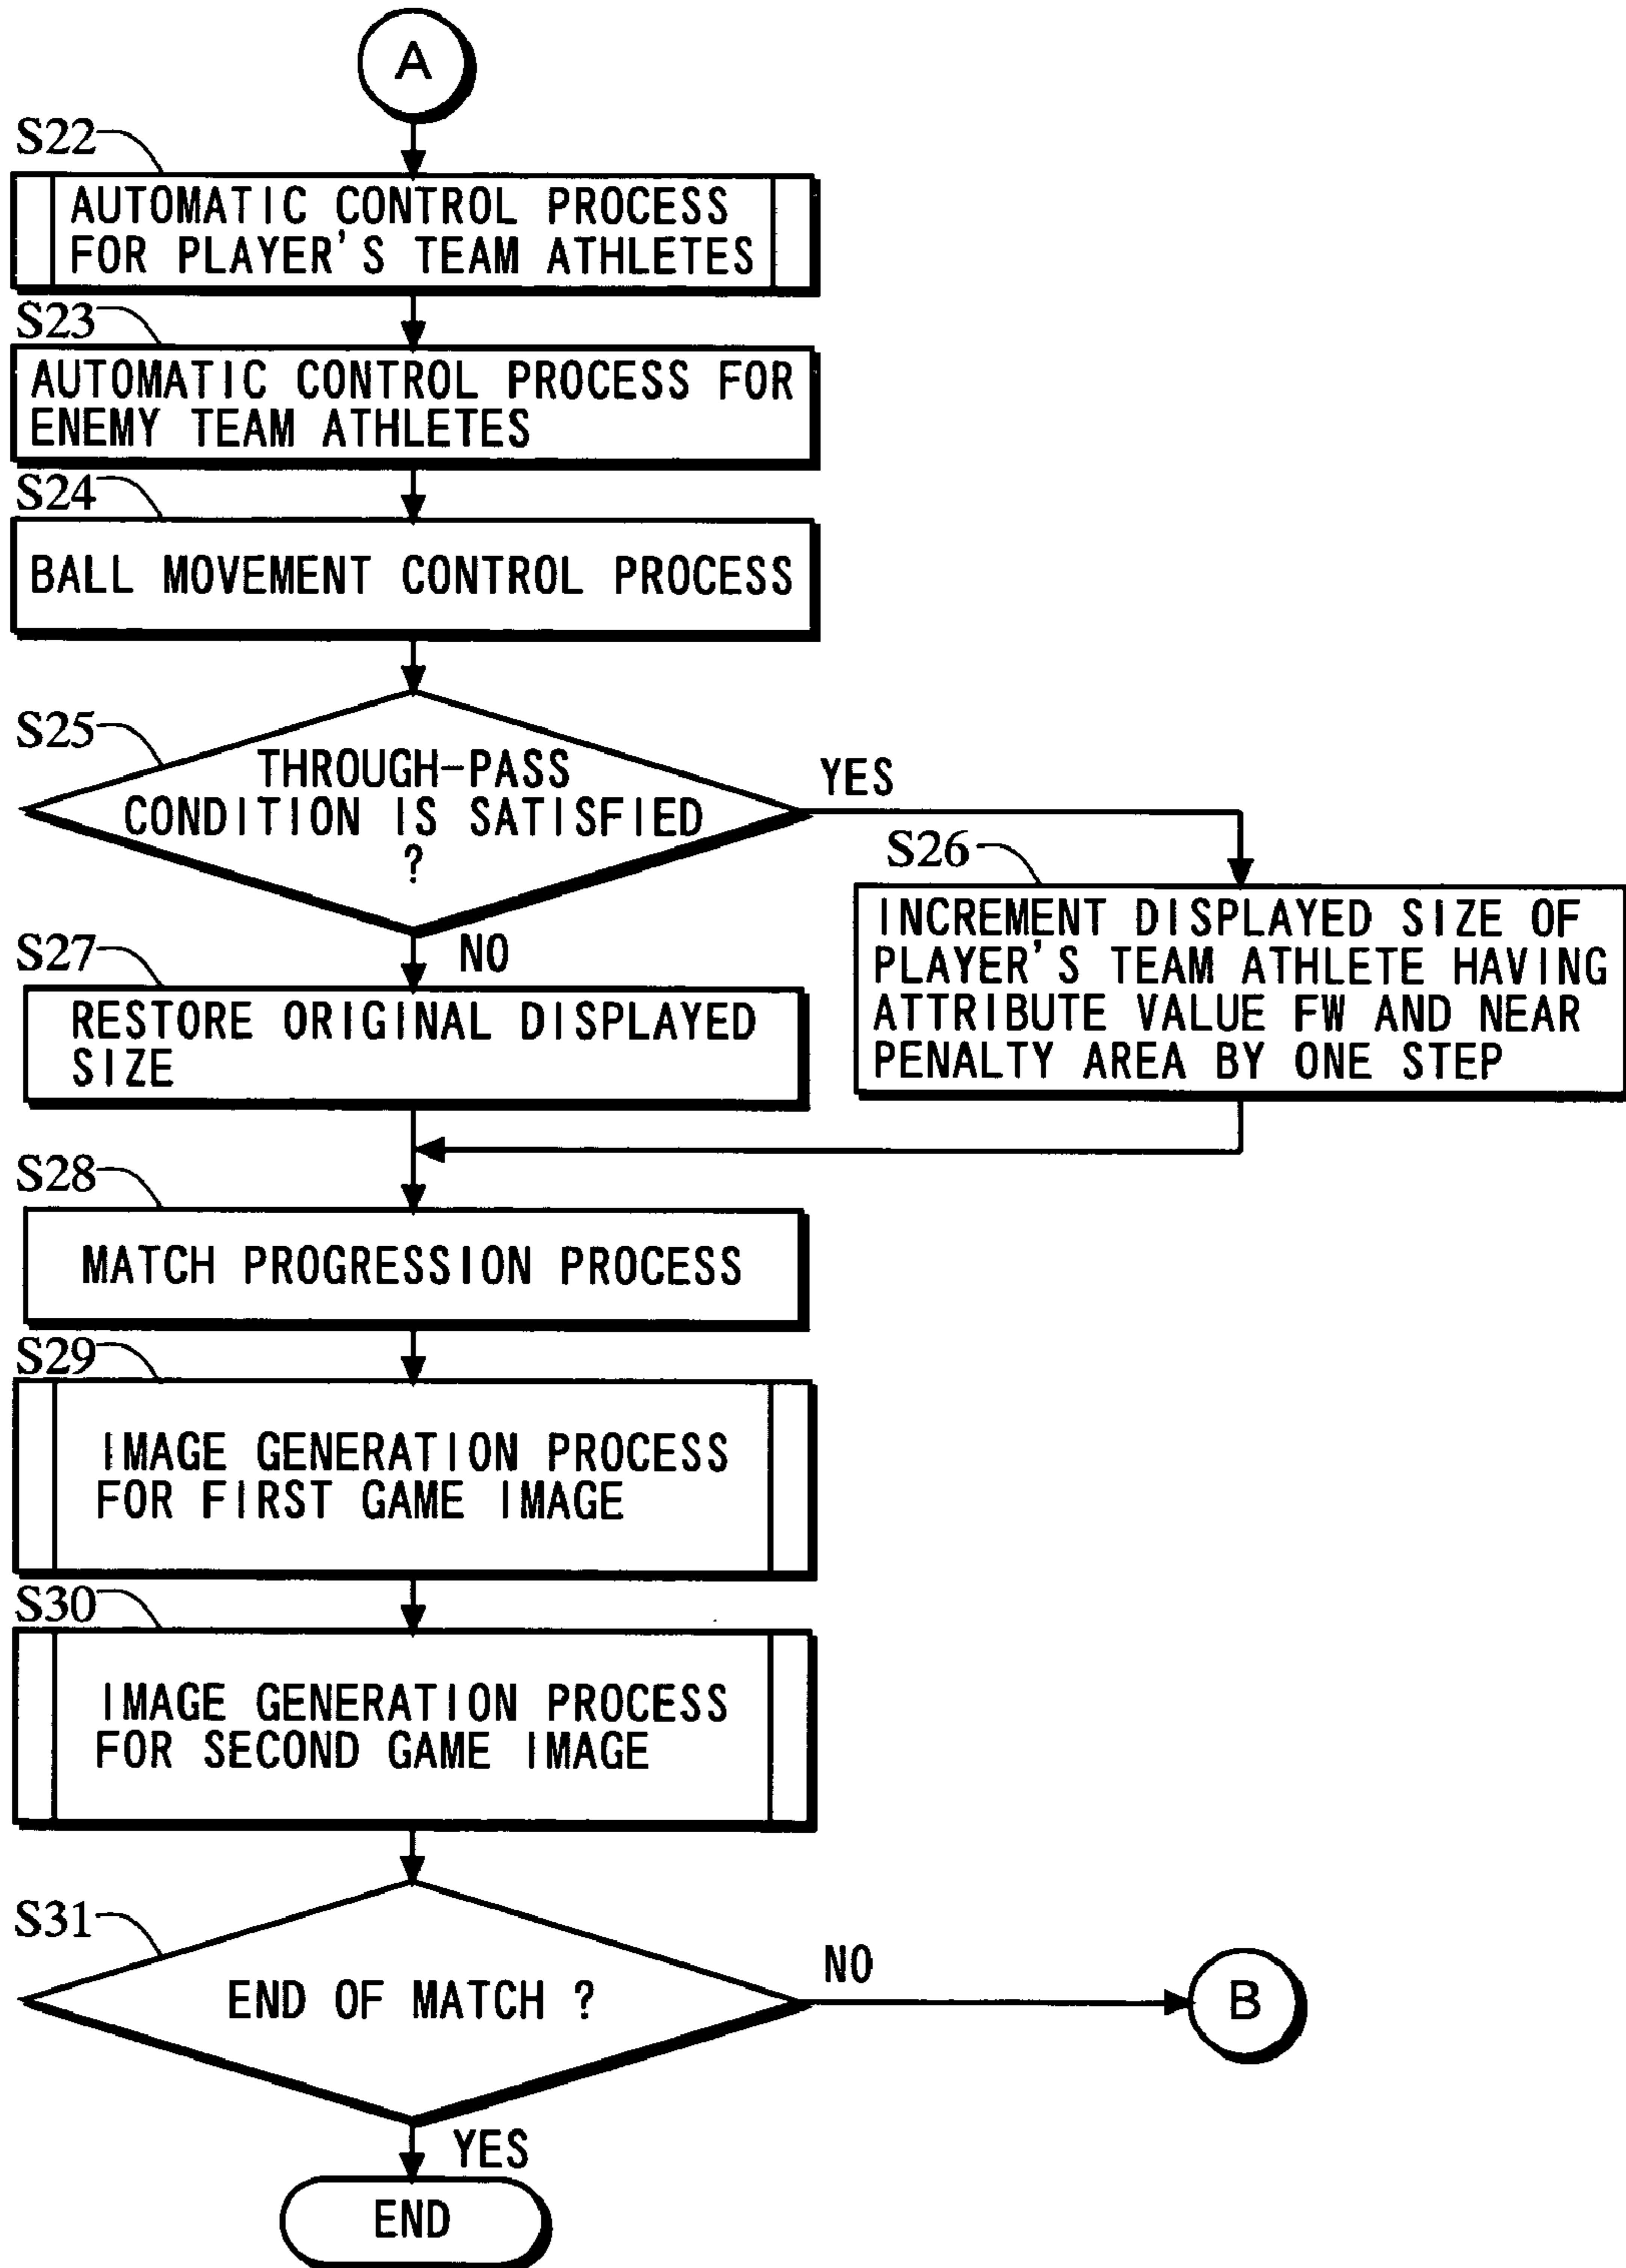 A
S22
AUTOMATIC CONTROL PROCESS
FOR PLAYER'S TEAM ATHLETES
S23
AUTOMATIC CONTROL PROCESS FOR
ENEMY TEAM ATHLETES
S24
BALL MOVEMENT CONTROL PROCESS
S25
THROUGH-PASS
CONDITION IS SATISFIED
?
YES
S26
INCREMENT DISPLAYED SIZE OF
PLAYER'S TEAM ATHLETE HAVING
ATTRIBUTE VALUE FW AND NEAR
PENALTY AREA BY ONE STEP
NO
S27
RESTORE ORIGINAL DISPLAYED
SIZE
S28
MATCH PROGRESSION PROCESS
S29
IMAGE GENERATION PROCESS
FOR FIRST GAME IMAGE
S30
IMAGE GENERATION PROCESS
FOR SECOND GAME IMAGE
S31
END OF MATCH ?
NO
B
YES
END